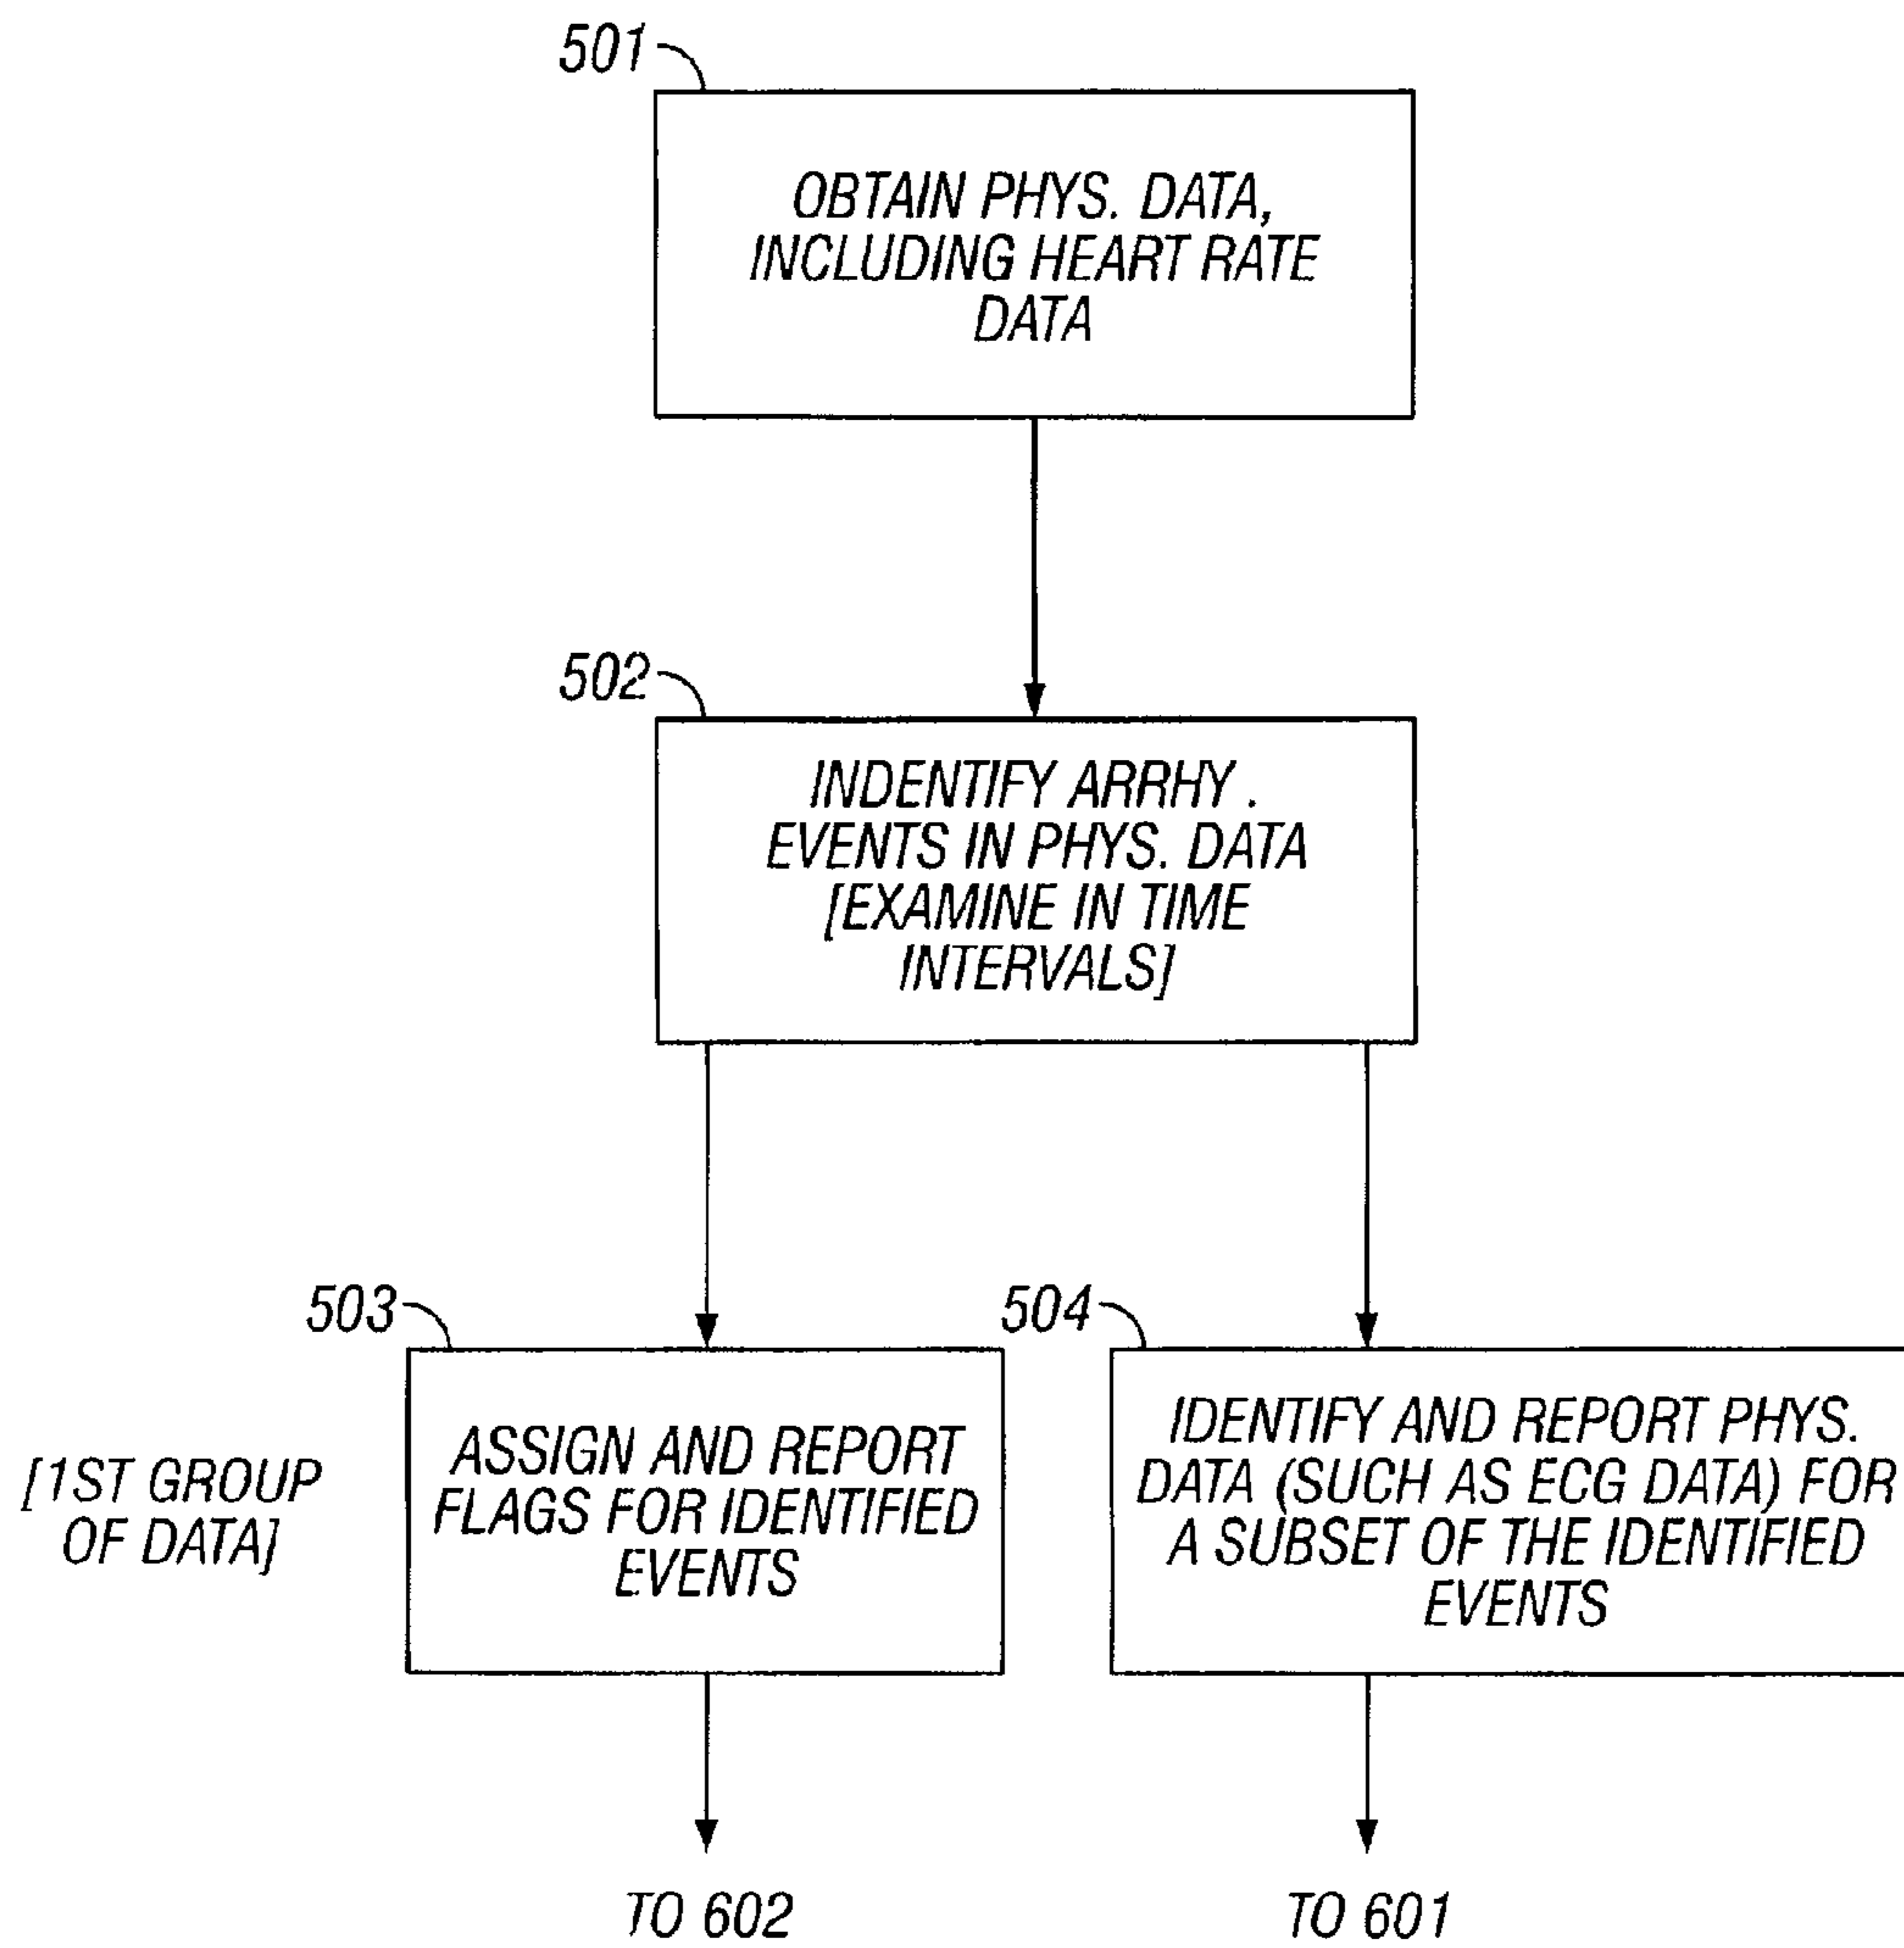 501
OBTAIN PHYS. DATA,
INCLUDING HEART RATE
DATA
502
INDENTIFY ARRHY .
EVENTS IN PHYS. DATA
[EXAMINE IN TIME
INTERVALS]
503
504
[1ST GROUP
OF DATA]
ASSIGN AND REPORT
FLAGS FOR IDENTIFIED
EVENTS
IDENTIFY AND REPORT PHYS.
DATA (SUCH AS ECG DATA) FOR
A SUBSET OF THE IDENTIFIED
EVENTS
TO 602
TO 601